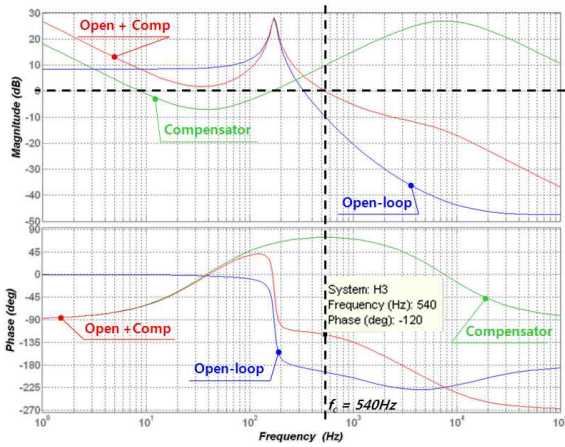 30
20
10
0
-10
-20
-30
-40
-50
Magnitude (dB)
Open + Comp
Compensator
Open-loop
90
45
0
-45
-90
-135
-180
-225
-270
Phase (deg)
Open +Comp
Open-loop
System: H3
Frequency (Hz): 540
Phase (deg): -120
Compensator
f_c = 540Hz
10^0
10^1
10^2
10^3
10^4
10^5
Frequency (Hz)